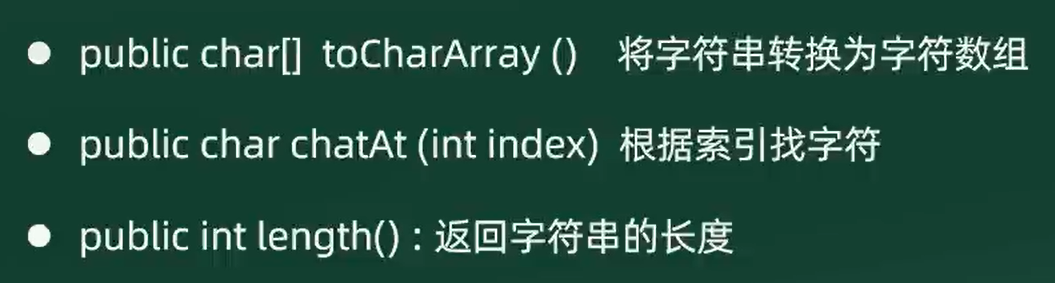 ● public char[] toCharArray () 将字符串转换为字符数组
● public char chatAt (int index) 根据索引找字符
● public int length() : 返回字符串的长度